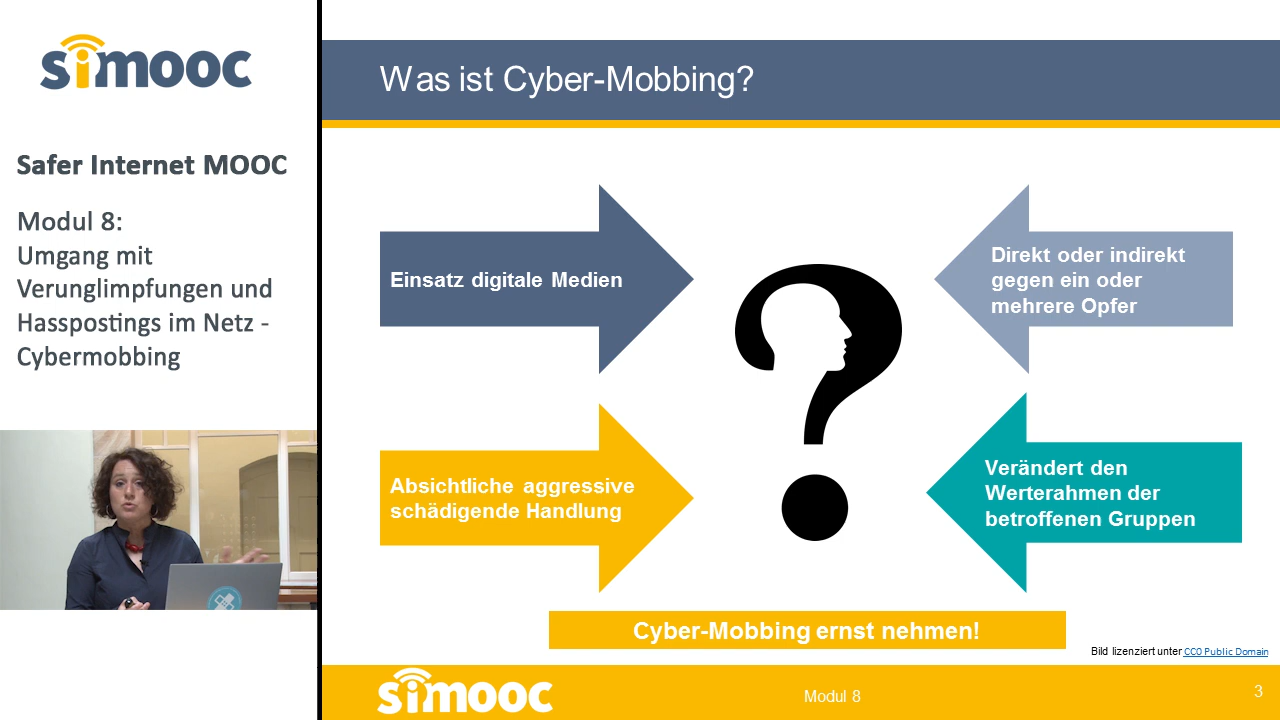 simooc
Safer Internet MOOC
Modul 8:
Umgang mit
Verunglimpfungen und
Hasspostings im Netz -
Cybermobbing
Was ist Cyber-Mobbing?
Einsatz digitale Medien
Direkt oder indirekt
gegen ein oder
mehrere Opfer
Absichtliche aggressive
schädigende Handlung
Verändert den
Werterahmen der
betroffenen Gruppen
Cyber-Mobbing ernst nehmen!
Bild lizenziert unter CC0 Public Domain
simooc
Modul 8
3